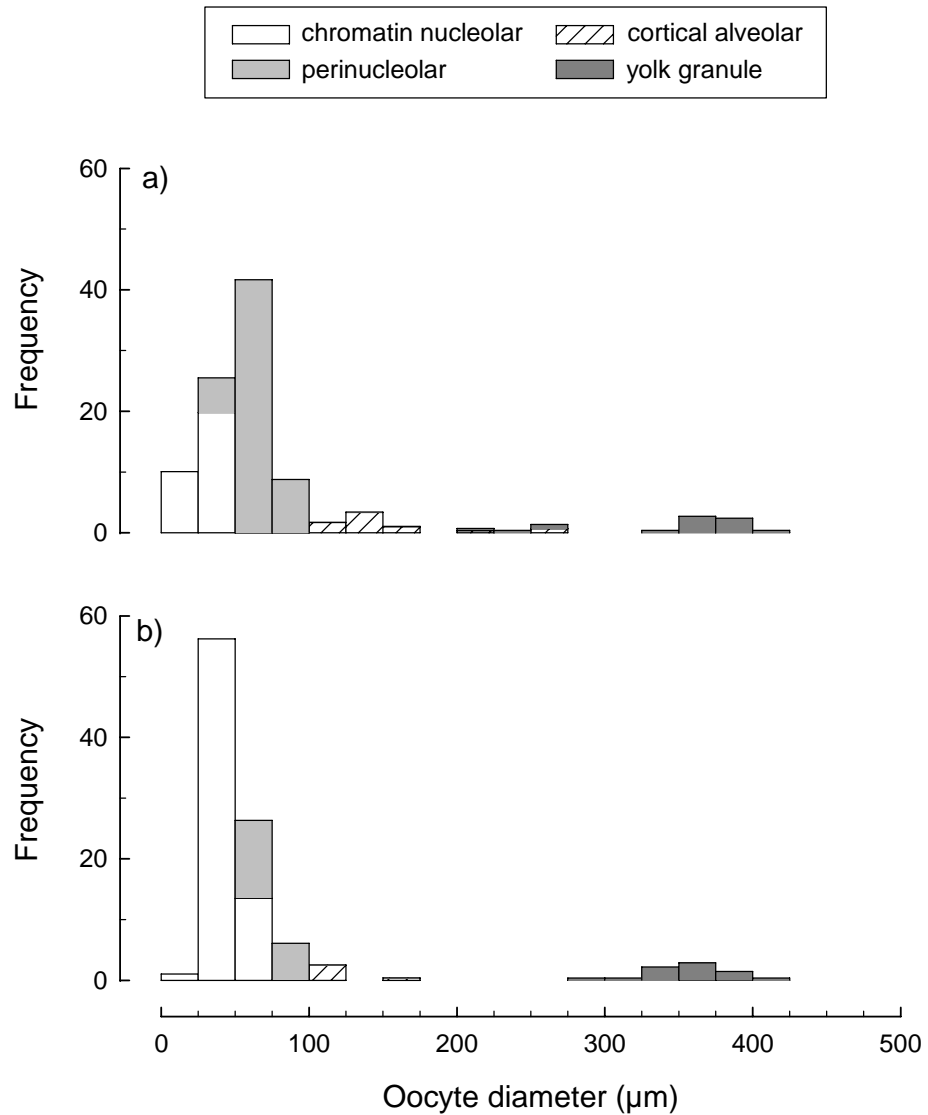 chromatin nucleolar cortical alveolar
perinucleolar yolk granule
a)
60
40
20
0
Frequency
b)
60
40
20
0
Frequency
0 100 200 300 400 500
Oocyte diameter (µm)